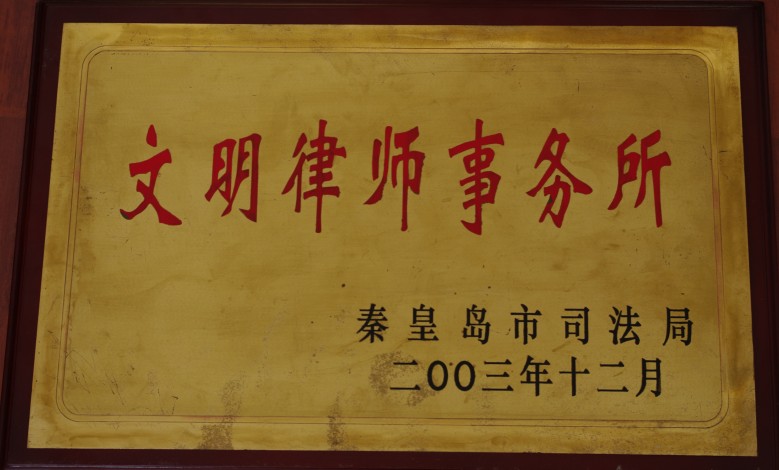 文明律师事务所
秦皇岛市司法局
二00三年十二月